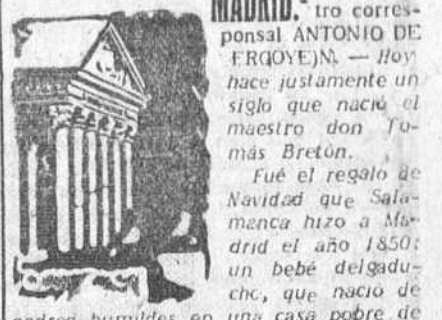 MADRID.- tro corres-
ponsal ANTONIO DE
ERQOYE)N. — Hoy
hace justamente un
siglo que nació el
maestro don To-
más Bretón.
Fué el regalo de
Navidad que Sala-
manca hizo a Ma-
drid el año 1850:
un bebé delgadu-
cho, que nació de
humildes en una casa pobre de